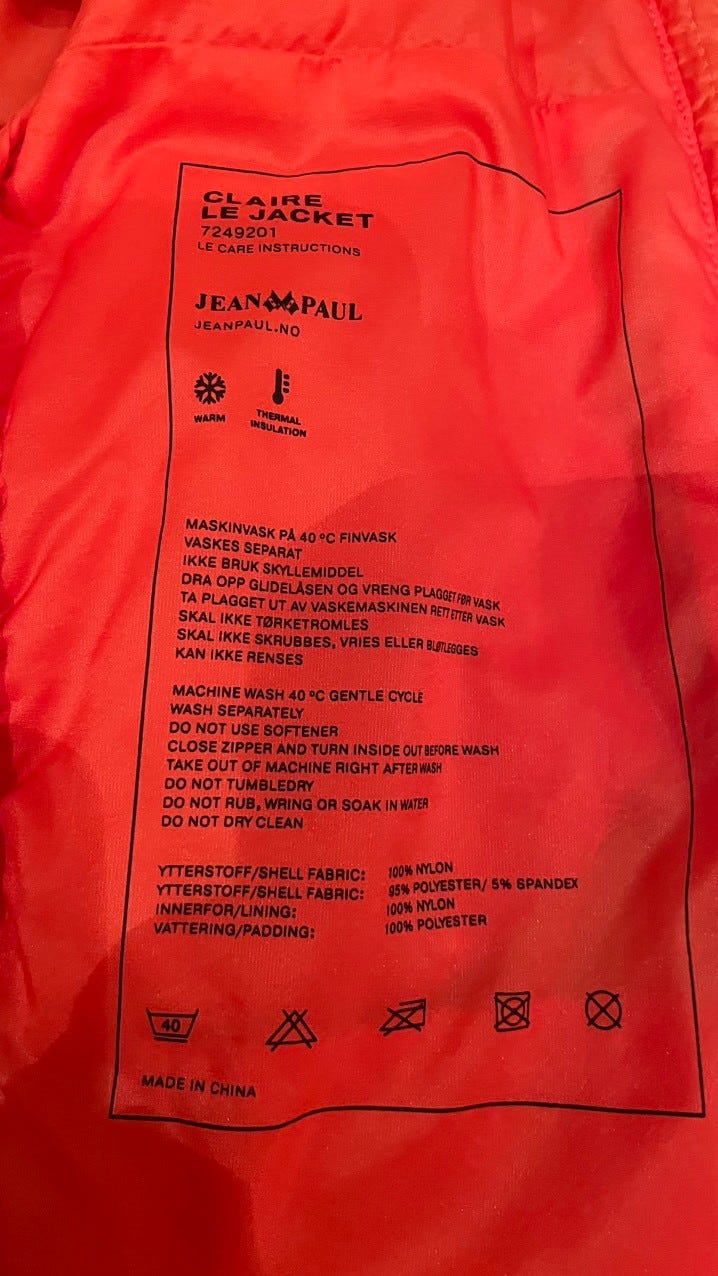 CLAIRE
LE JACKET
7249201
LE CARE INSTRUCTIONS
JEAN PAUL
JEANPAUL.NO
WARM
THERMAL
INSULATION
MASKINVASK PÅ 40 ºC FINVASK
VASKES SEPARAT
IKKE BRUK SKYLLEMIDDEL
DRA OPP GLIDELÅSEN OG VRENG PLAGGET FØR VASK
TA PLAGGET UT AV VASKEMASKINEN RETT ETTER VASK
SKAL IKKE TØRKETROMLES
SKAL IKKE SKRUBBES, VRIES ELLER BLØTLEGGES
KAN IKKE RENSES
MACHINE WASH 40 ºC GENTLE CYCLE
WASH SEPARATELY
DO NOT USE SOFTENER
CLOSE ZIPPER AND TURN INSIDE OUT BEFORE WASH
TAKE OUT OF MACHINE RIGHT AFTER WASH
DO NOT TUMBLEDRY
DO NOT RUB, WRING OR SOAK IN WATER
DO NOT DRY CLEAN
YTTERSTOFF/SHELL FABRIC: 100% NYLON
YTTERSTOFF/SHELL FABRIC: 95% POLYESTER/ 5% SPANDEX
INNERFOR/LINING: 100% NYLON
VATTERING/PADDING: 100% POLYESTER
40
MADE IN CHINA